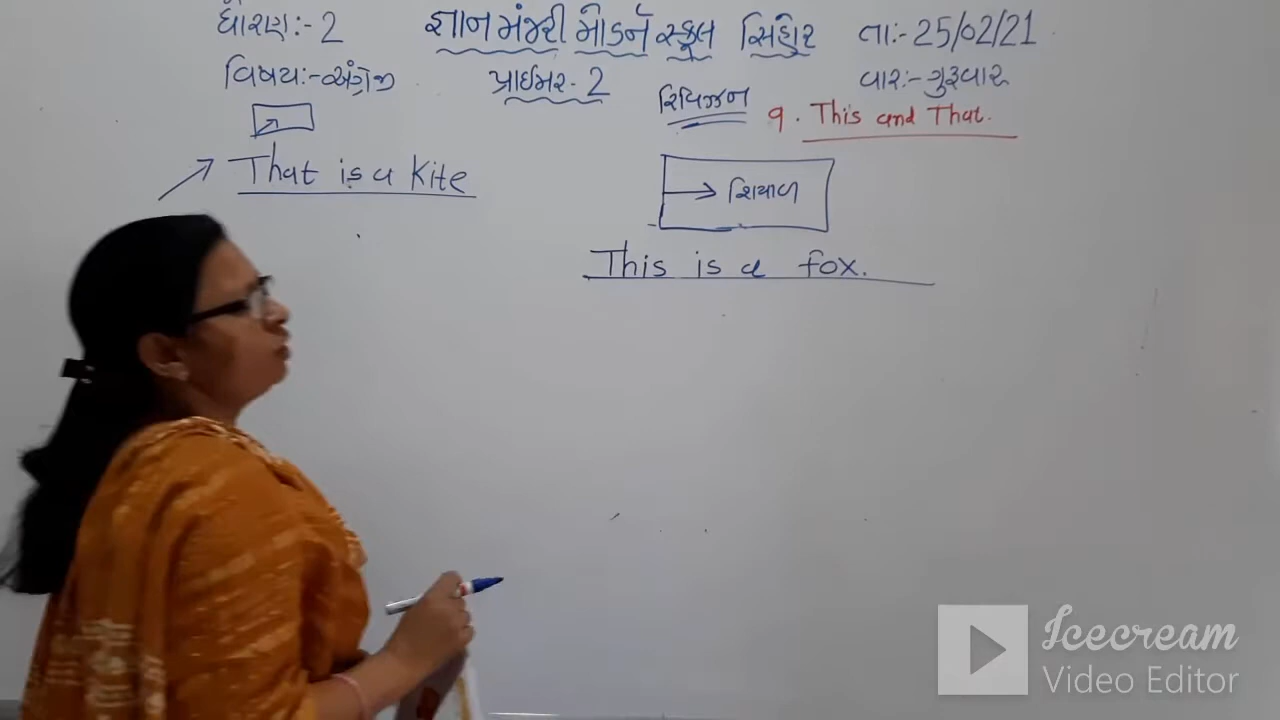 ધોરણ:- 2 જ્ઞાનમંજરી મોડર્ન સ્કૂલ સિહોર તા:- 25/02/21
વિષય:- અંગ્રેજી પ્રાઈમર - 2 વાર:- ગુરુવાર
રિવિઝન 9. This and That.
That is a Kite
શિયાળ
This is a fox.
Icecream
Video Editor